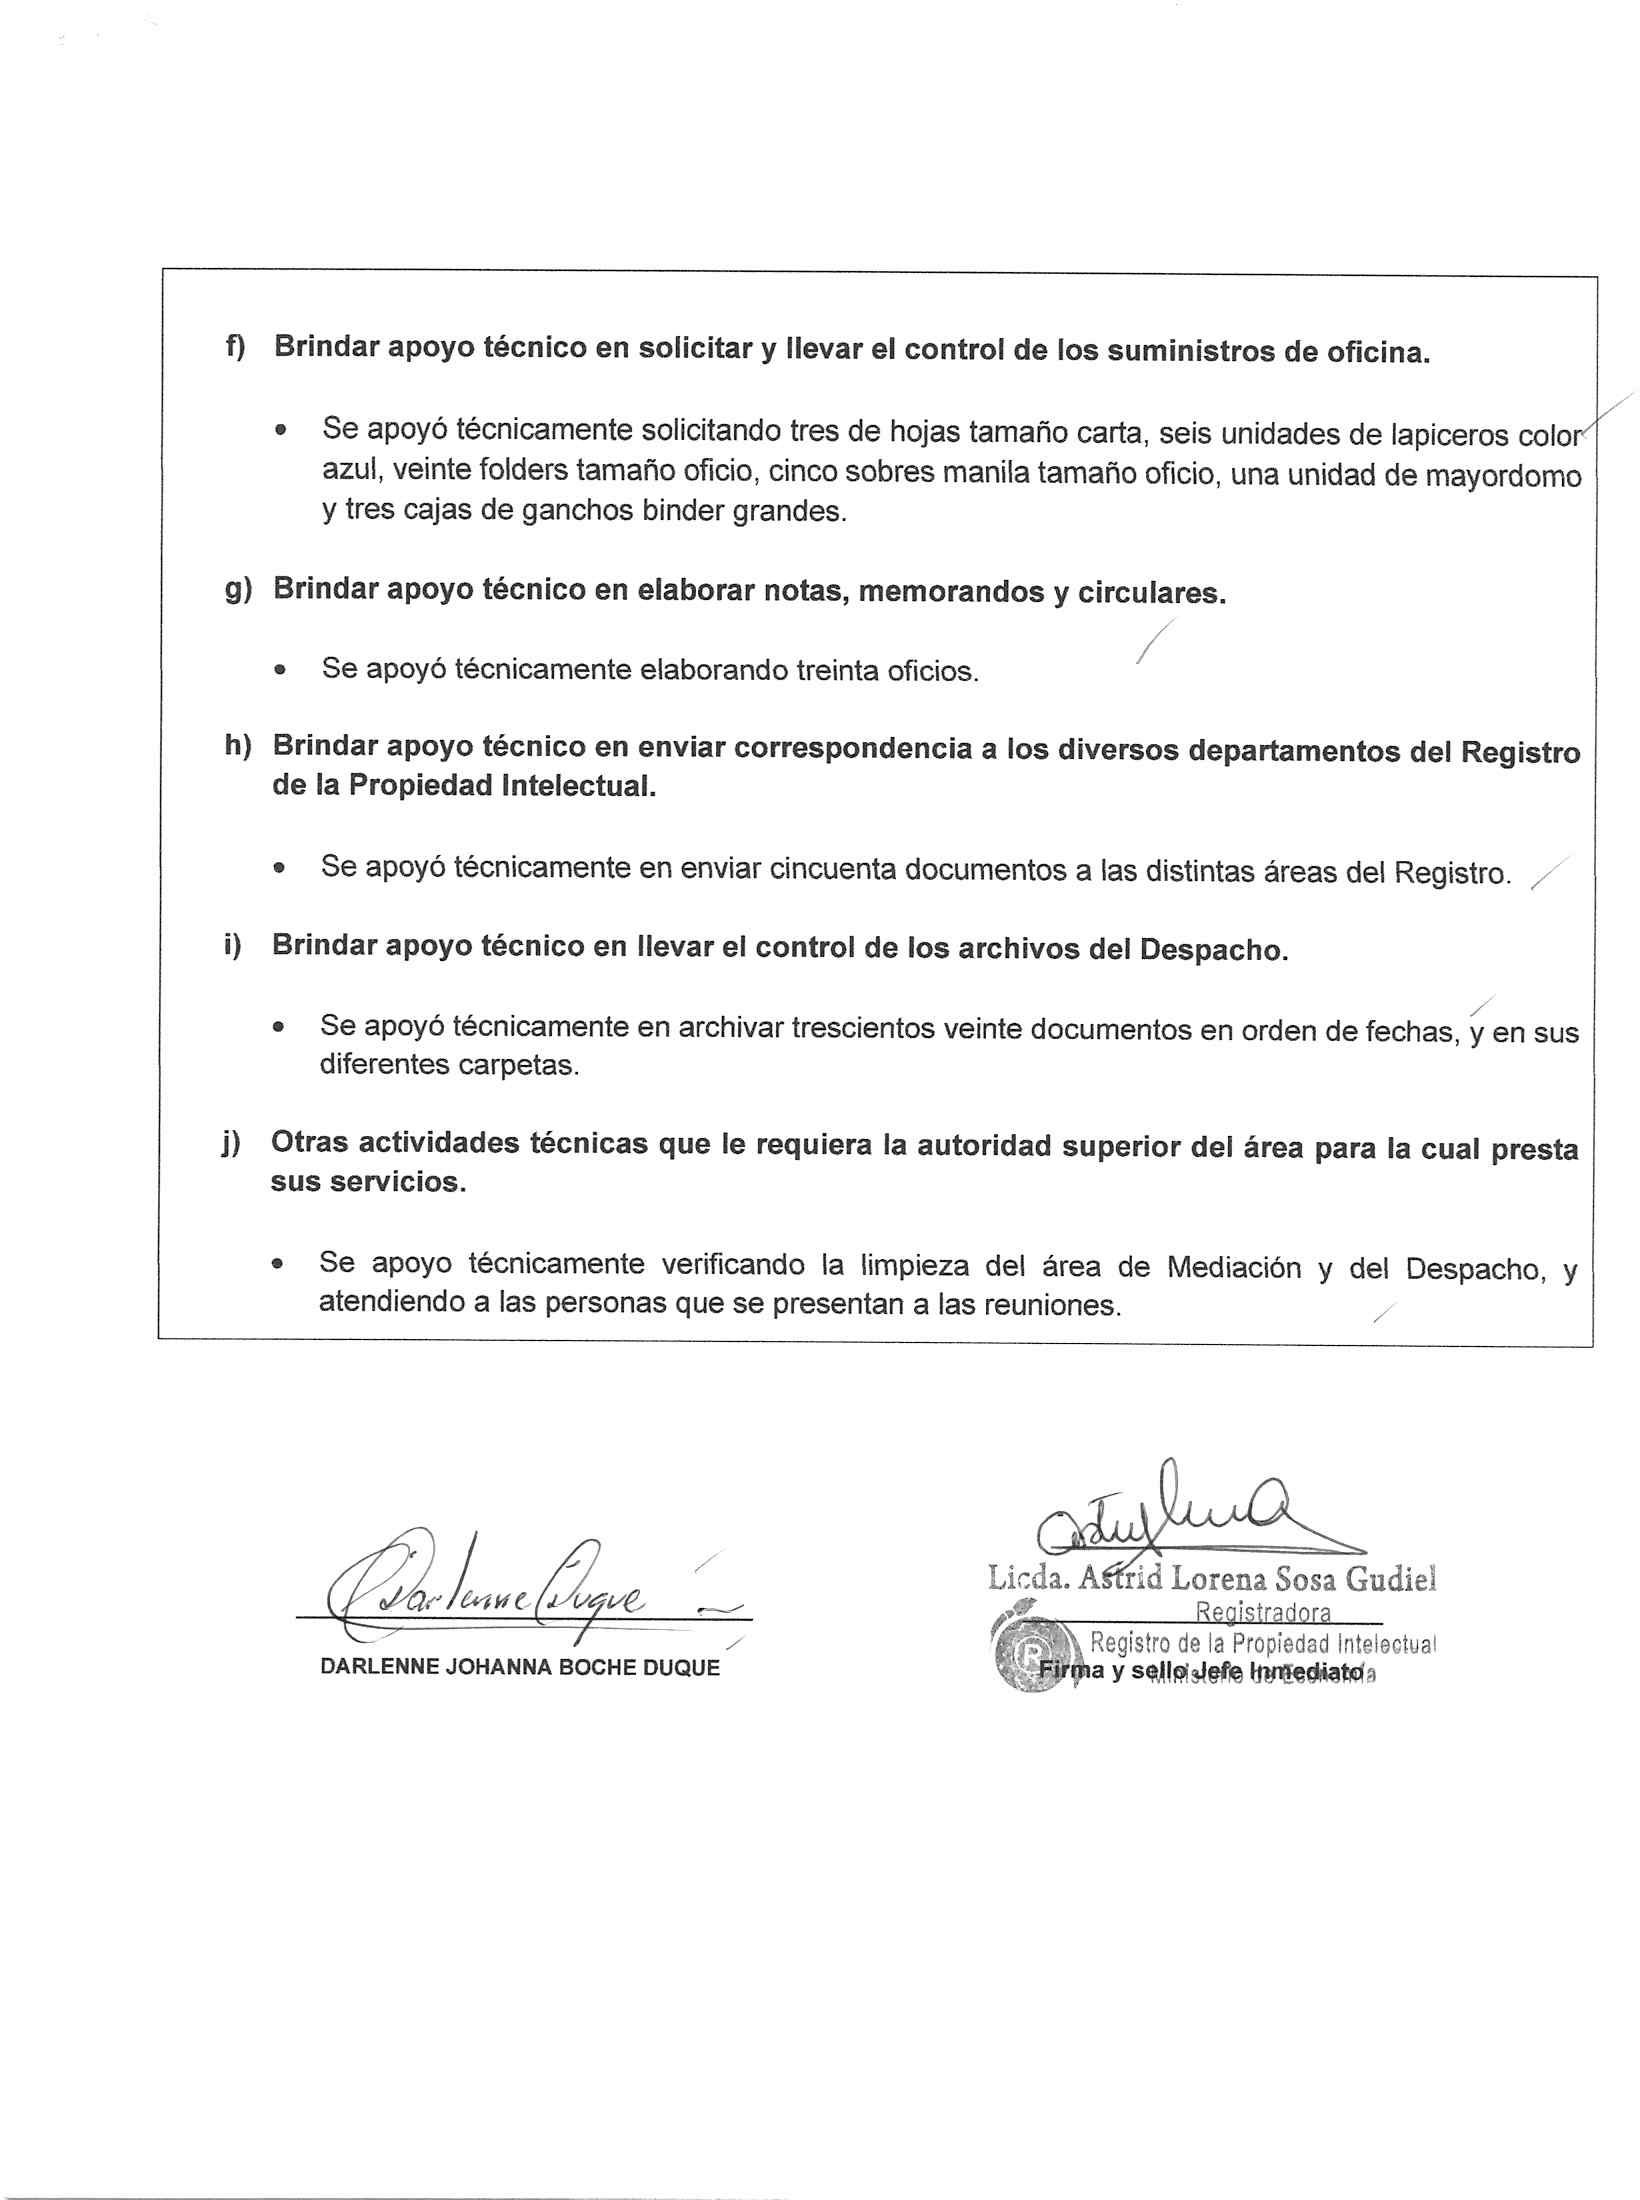 f) Brindar apoyo técnico en solicitar y llevar el control de los suministros de oficina.
• Se apoyó técnicamente solicitando tres de hojas tamaño carta, seis unidades de lapiceros color
azul, veinte folders tamaño oficio, cinco sobres manila tamaño oficio, una unidad de mayordomo
y tres cajas de ganchos binder grandes.
g) Brindar apoyo técnico en elaborar notas, memorandos y circulares.
• Se apoyó técnicamente elaborando treinta oficios.
h) Brindar apoyo técnico en enviar correspondencia a los diversos departamentos del Registro
de la Propiedad Intelectual.
• Se apoyó técnicamente en enviar cincuenta documentos a las distintas áreas del Registro.
i) Brindar apoyo técnico en llevar el control de los archivos del Despacho.
• Se apoyó técnicamente en archivar trescientos veinte documentos en orden de fechas, y en sus
diferentes carpetas.
j) Otras actividades técnicas que le requiera la autoridad superior del área para la cual presta
sus servicios.
• Se apoyo técnicamente verificando la limpieza del área de Mediación y del Despacho, y
atendiendo a las personas que se presentan a las reuniones.
Darlenne Duque
DARLENNE JOHANNA BOCHE DUQUE
Licda. Astrid Lorena Sosa Gudiel
Registradora
Registro de la Propiedad Intelectual
R
Firma y sello Jefe Inmediato
Ministerio de Economía